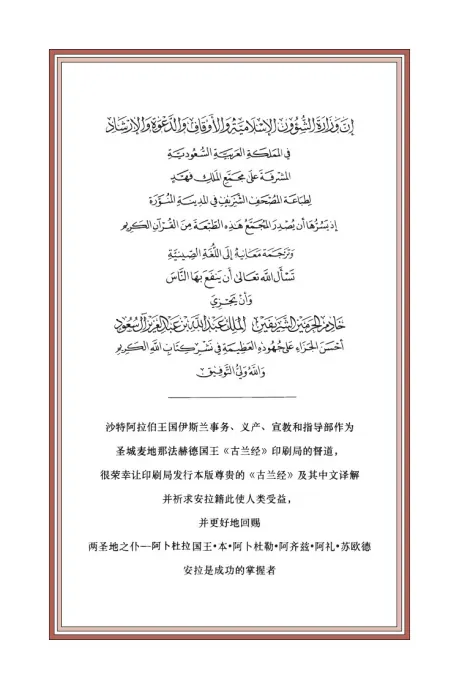 إن وزارة الشؤون الإسلامية والأوقاف والدعوة والإرشاد
في المملكة العربية السعودية
المشرفة على مجمع الملك فهد
لطباعة المصحف الشريف في المدينة المنورة
إذ يسرها أن يصدر المجمع هذه الطبعة من القرآن الكريم
وترجمة معانيه إلى اللغة الصينية
تسأل الله تعالى أن ينفع بها الناس
وأن يجزي
خادم الحرمين الشريفين الملك عبد الله بن عبد العزيز آل سعود
أحسن الجزاء على جهوده العظيمة في نشر كتاب الله الكريم
والله ولي التوفيق
沙特阿拉伯王国伊斯兰事务、义产、宣教和指导部作为
圣城麦地那法赫德国王《古兰经》印刷局的督道，
很荣幸让印刷局发行本版尊贵的《古兰经》及其中文译解
并祈求安拉籍此使人类受益，
并更好地回赐
两圣地之仆——阿卜杜拉国王•本•阿卜杜勒•阿齐兹•阿礼•苏欧德
安拉是成功的掌握者